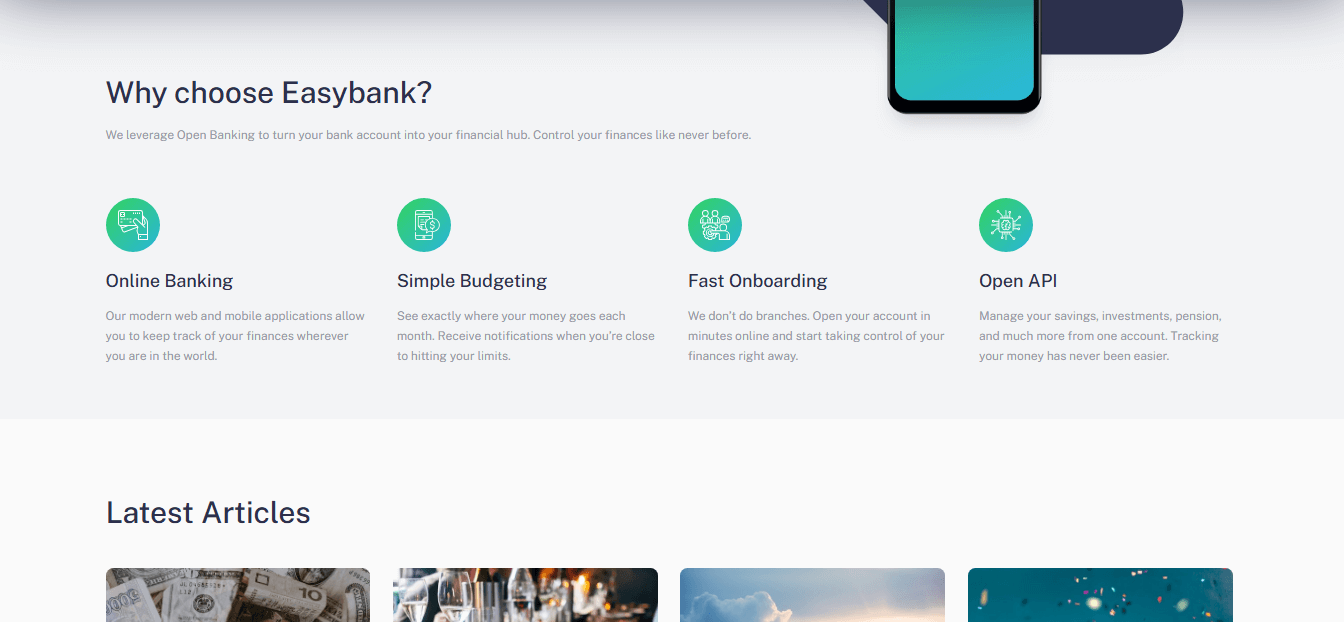 Why choose Easybank?
We leverage Open Banking to turn your bank account into your financial hub. Control your finances like never before.
Online Banking
Our modern web and mobile applications allow
you to keep track of your finances wherever
you are in the world.
Simple Budgeting
See exactly where your money goes each
month. Receive notifications when you’re close
to hitting your limits.
Fast Onboarding
We don’t do branches. Open your account in
minutes online and start taking control of your
finances right away.
Open API
Manage your savings, investments, pension,
and much more from one account. Tracking
your money has never been easier.
Latest Articles
10